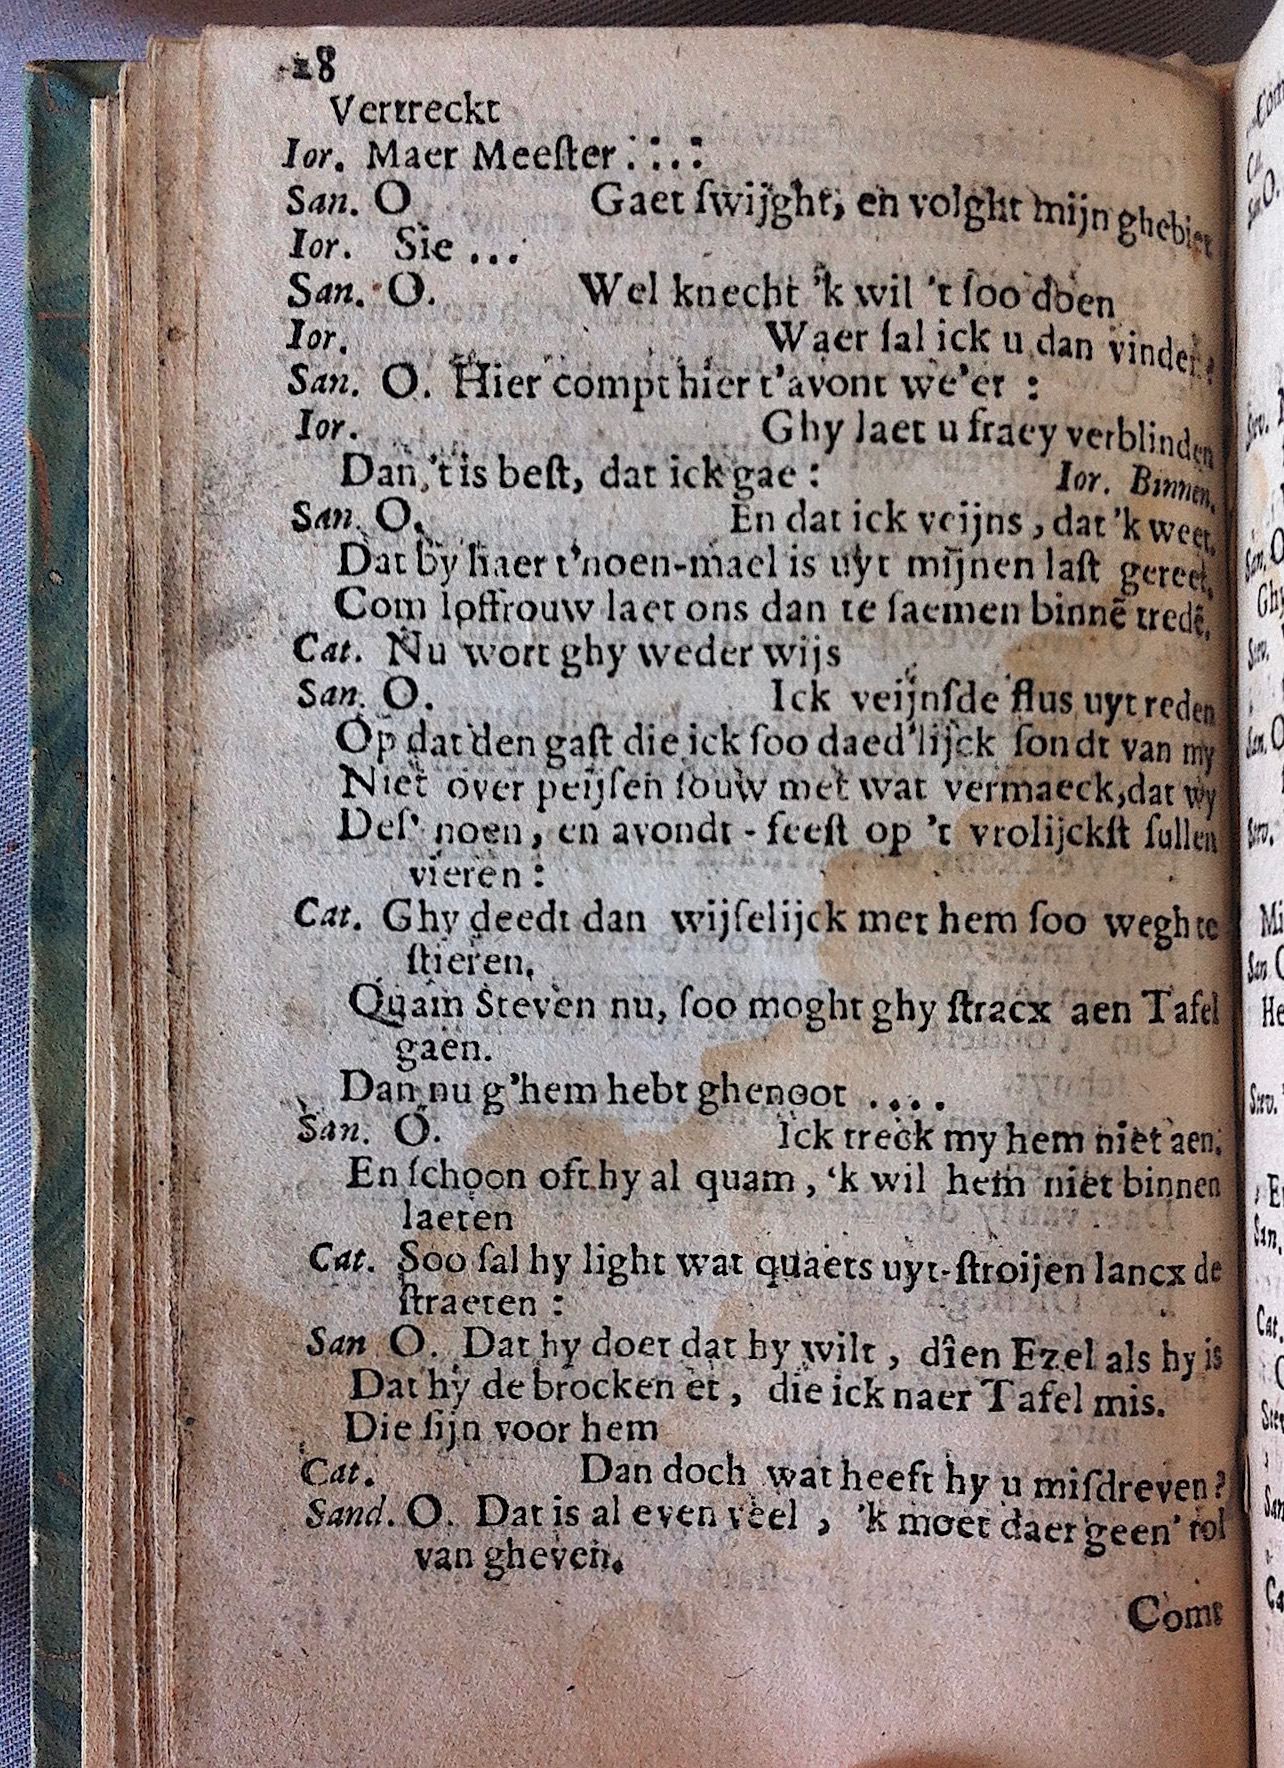 18
Vertreckt
Ior. Maer Meeſter . : . :
San. O. Gaet ſwijght, en volght mijn ghebiet
Ior. Sie ...
San. O. Wel knecht 'k wil 't ſoo doen
Ior. Waer ſal ick u dan vinden?
San. O. Hier compt hier t'avont we'er :
Ior. Ghy laet u fraey verblinden
Dan 't is beſt, dat ick gae : Ior. Binnen.
San. O. En dat ick veijns, dat 'k weet,
Dat by haer t'noen-mael is uyt mijnen laſt gereet,
Com Ioffrouw laet ons dan te ſaemen binnē tredē,
Cat. Nu wort ghy weder wijs
San. O. Ick veijnſde flus uyt reden
Op dat den gaſt die ick ſoo daed'lijck ſondt van my
Niet over peijſen ſouw met wat vermaeck, dat wy
Deſ' noen, en avondt-feeſt op 't vrolijckſt ſullen
vieren :
Cat. Ghy deedt dan wijſelijck met hem ſoo wegh te
ſtieren,
Quam Steven nu, ſoo moght ghy ſtracx aen Tafel
gaen.
Dan nu g'hem hebt ghenoot ....
San. O. Ick treck my hem niet aen.
En ſchoon oft hy al quam, 'k wil hem niet binnen
laeten
Cat. Soo ſal hy light wat quaets uyt-ſtroijen lancx de
ſtraeten :
San O. Dat hy doet dat hy wilt, dîen Ezel als hy is
Dat hy de brocken et, die ick naer Tafel mis.
Die ſijn voor hem
Cat. Dan doch wat heeft hy u miſdreven?
Sand. O. Dat is al even veel, 'k moet daer geen' rol
van gheven.
Comt